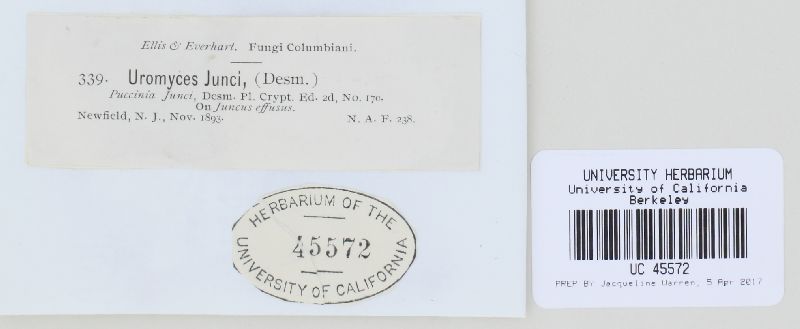 Ellis & Everhart. Fungi Columbiani.
339. Uromyces Junci, (Desm.)
Puccinia Junci, Desm. Pl. Crypt. Ed. 2d, No. 170.
On Juncus effusus.
Newfield, N. J., Nov. 1893. N. A. F. 238.
HERBARIUM OF THE
45572
UNIVERSITY OF CALIFORNIA
UNIVERSITY HERBARIUM
University of California
Berkeley
UC 45572
PREP BY Jacqueline Warren, 5 Apr 2017